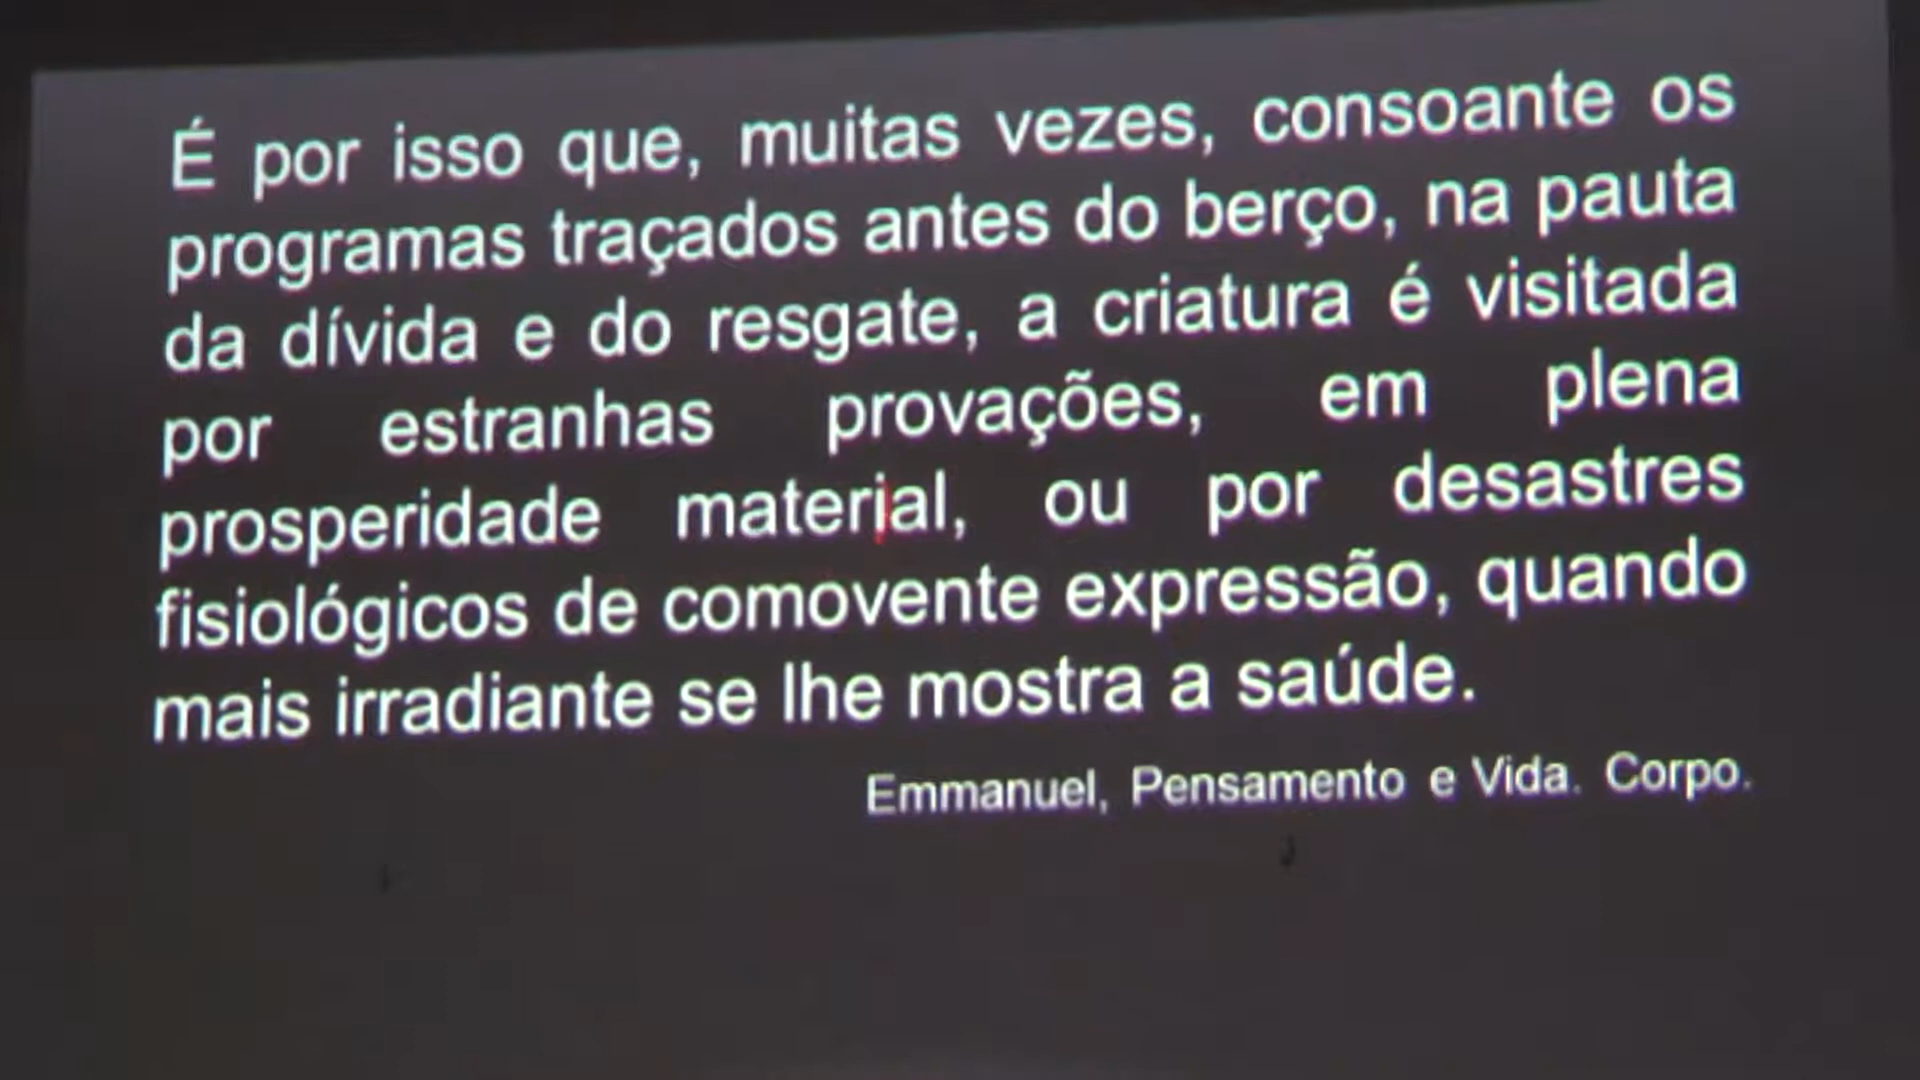 É por isso que, muitas vezes, consoante os
programas traçados antes do berço, na pauta
da dívida e do resgate, a criatura é visitada
por estranhas provações, em plena
prosperidade material, ou por desastres
fisiológicos de comovente expressão, quando
mais irradiante se lhe mostra a saúde.
Emmanuel, Pensamento e Vida. Corpo.